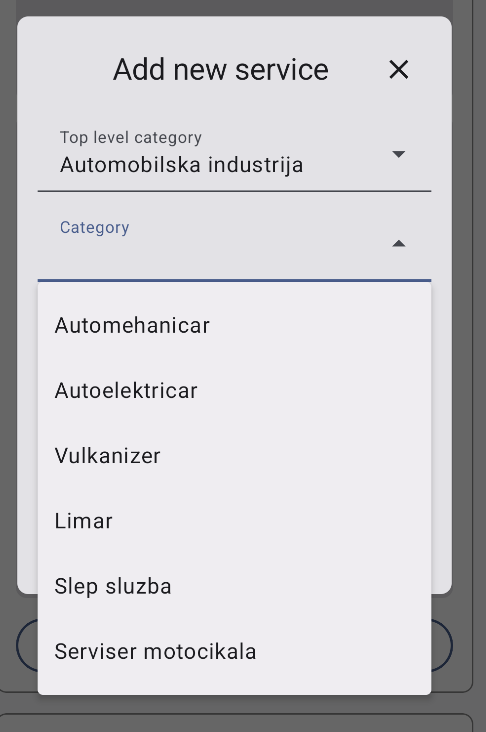 Add new service
Top level category
Automobilska industrija
Category
Automehanicar
Autoelektricar
Vulkanizer
Limar
Slep sluzba
Serviser motocikala